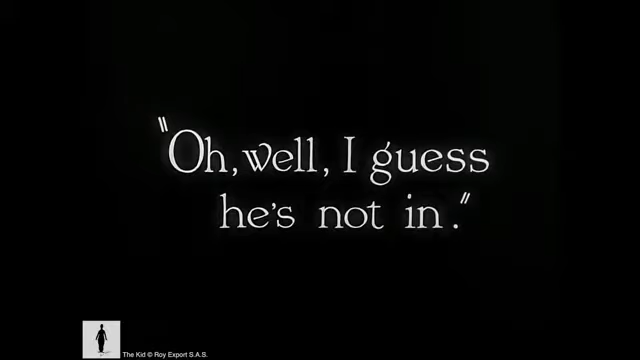 "Oh, well, I guess
he's not in."
The Kid © Roy Export S.A.S.